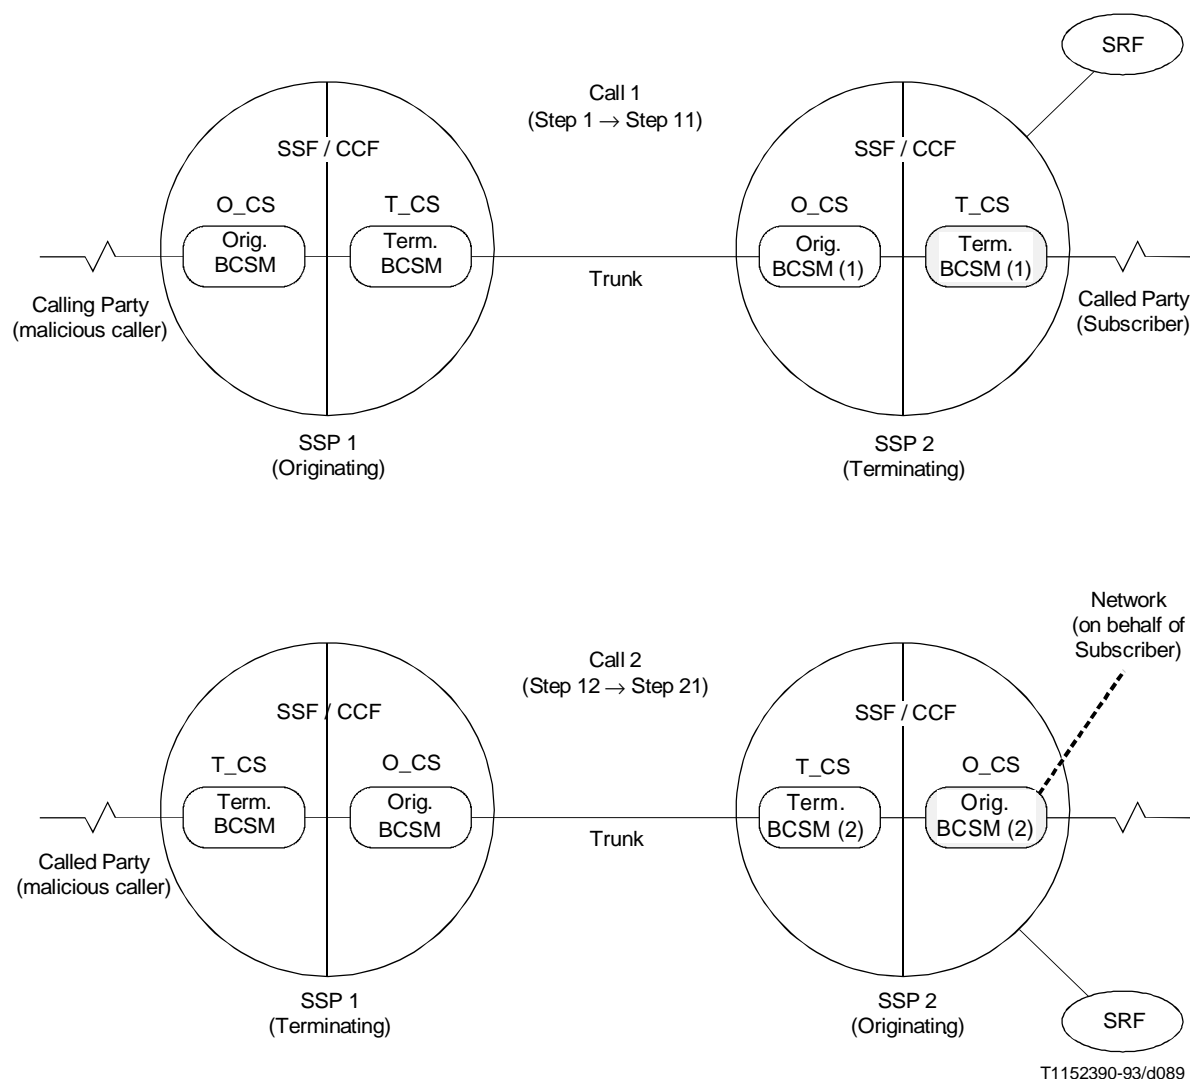 SRF
Call 1
(Step 1 → Step 11)
SSF / CCF
SSF / CCF
O_CS
T_CS
O_CS
T_CS
Orig.
BCSM
Term.
BCSM
Orig.
BCSM (1)
Term.
BCSM (1)
Trunk
Calling Party
(malicious caller)
Called Party
(Subscriber)
SSP 1
(Originating)
SSP 2
(Terminating)
Network
(on behalf of
Subscriber)
Call 2
(Step 12 → Step 21)
SSF / CCF
SSF / CCF
T_CS
O_CS
T_CS
O_CS
Term.
BCSM
Orig.
BCSM
Term.
BCSM (2)
Orig.
BCSM (2)
Trunk
Called Party
(malicious caller)
SSP 1
(Terminating)
SSP 2
(Originating)
SRF
T1152390-93/d089